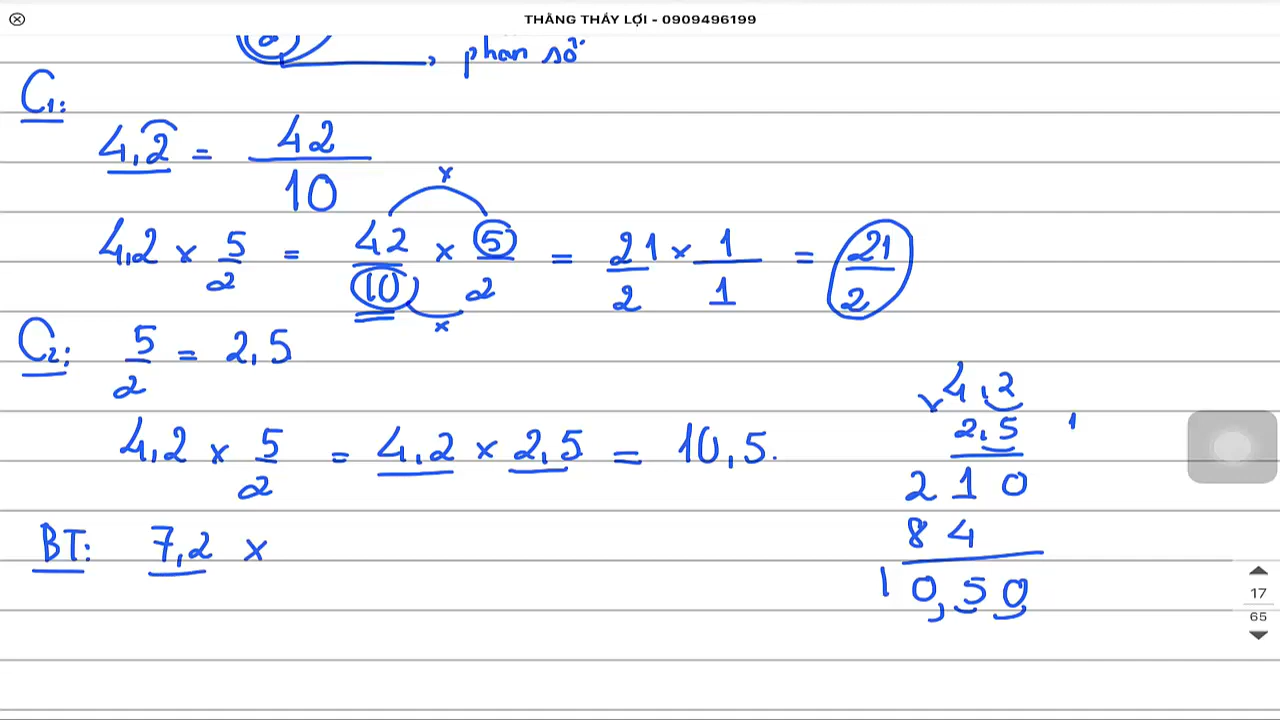 THẦNG THẦY LỢI - 0909496199
phân số
C1:
4,2 = 42/10
4,2 × 5/2 = 42/10 × 5/2 = 21/2 × 1/1 = 21/2
C2: 5/2 = 2,5
4,2 × 5/2 = 4,2 × 2,5 = 10,5.
BT: 7,2 ×
4,2
2,5
210
84
10,50
17
65